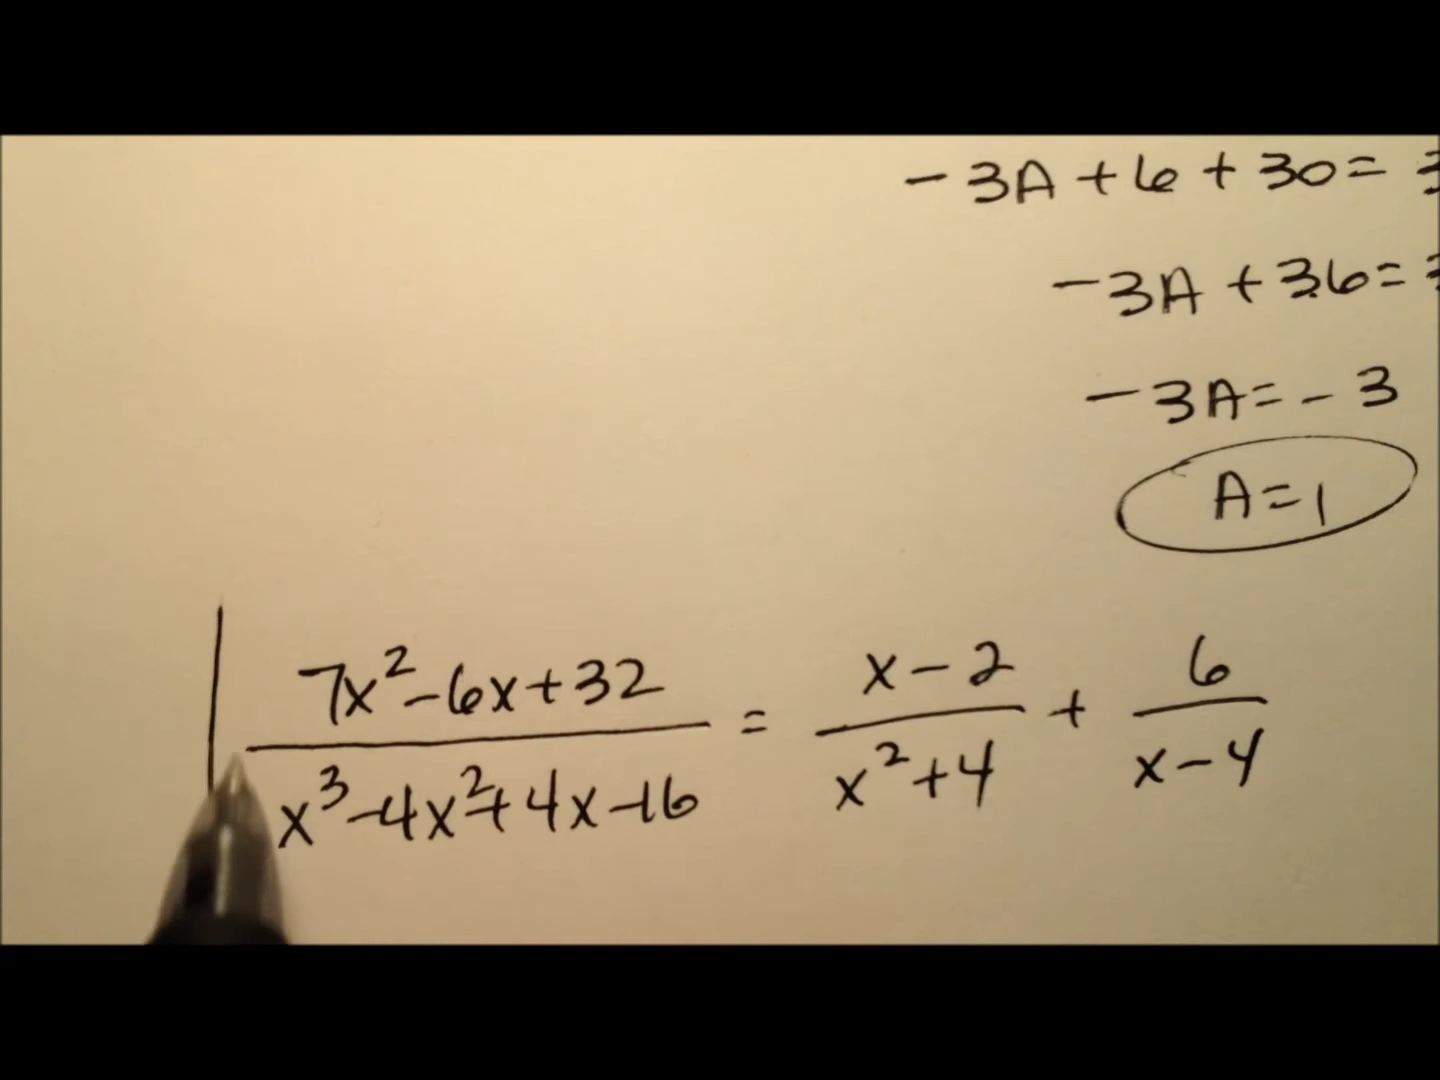 -3A+6+30=
-3A+36=
-3A=-3
A=1
7x²-6x+32 / x³-4x²+4x-16 = x-2 / x²+4 + 6 / x-4